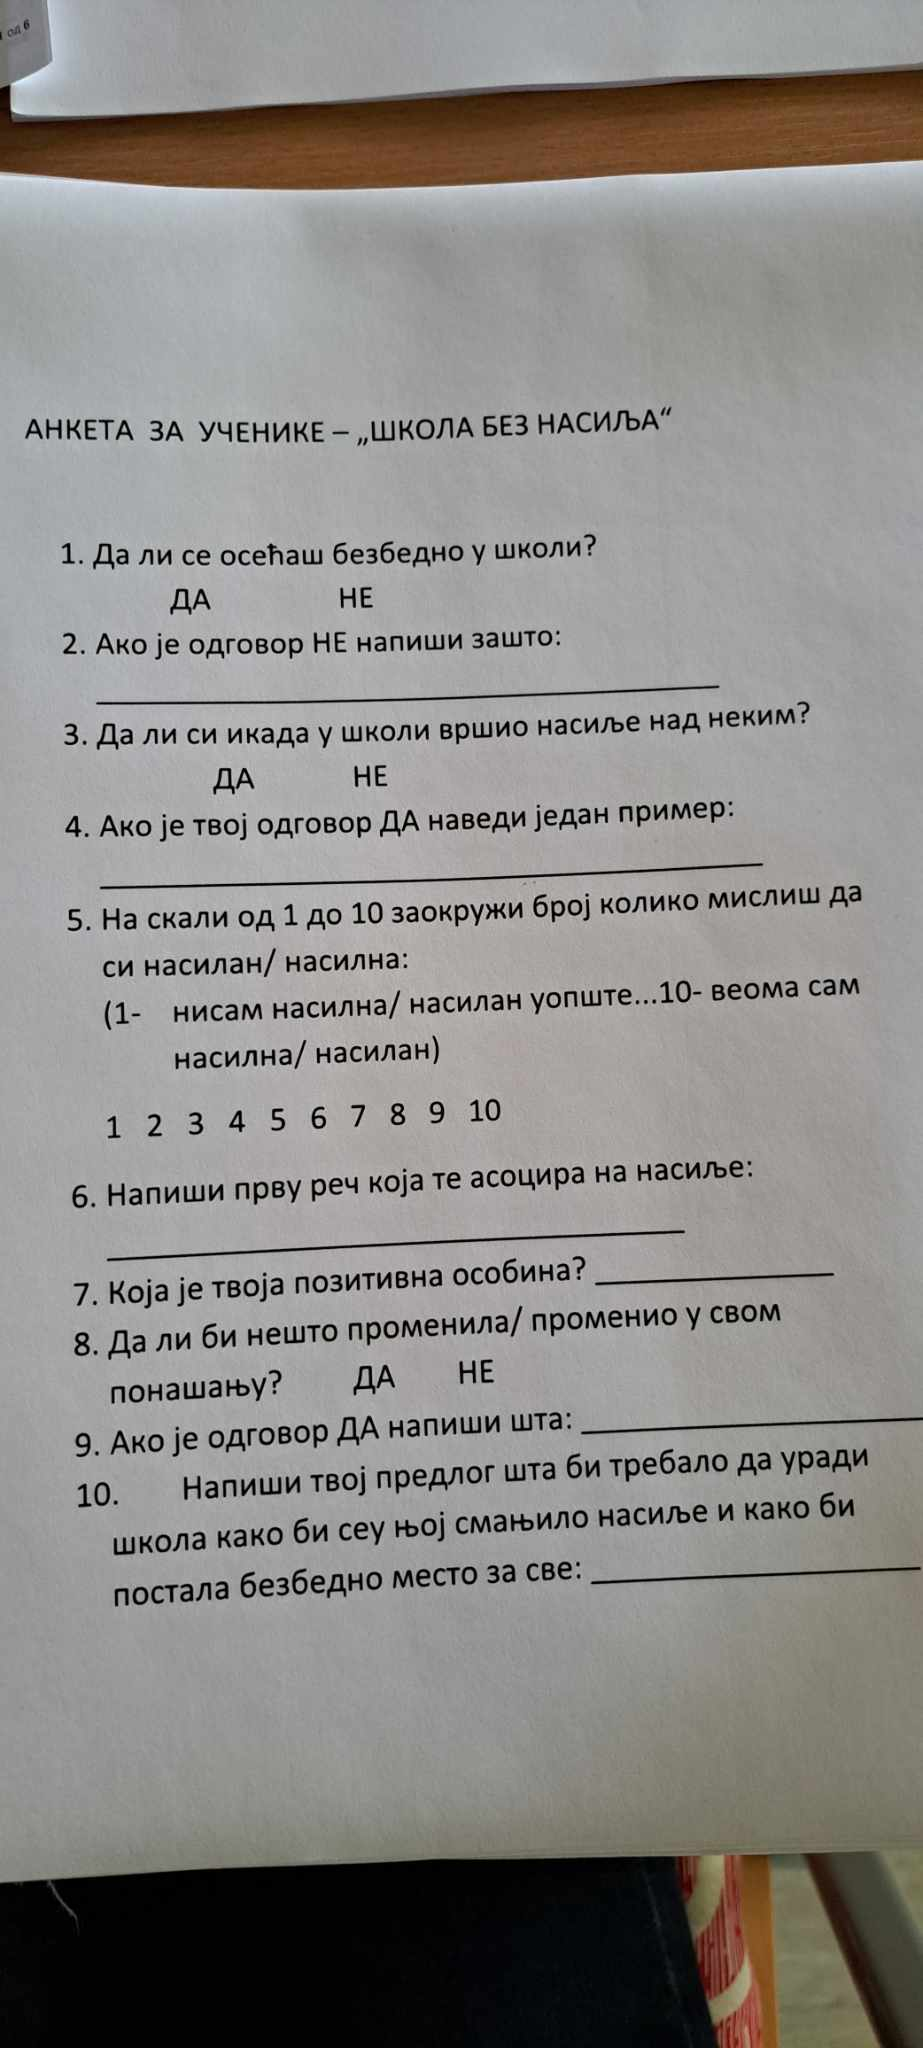 од 6
АНКЕТА ЗА УЧЕНИКЕ – „ШКОЛА БЕЗ НАСИЉА“
1. Да ли се осећаш безбедно у школи?
ДА НЕ
2. Ако је одговор НЕ напиши зашто:
3. Да ли си икада у школи вршио насиље над неким?
ДА НЕ
4. Ако је твој одговор ДА наведи један пример:
5. На скали од 1 до 10 заокружи број колико мислиш да
си насилан/ насилна:
(1- нисам насилна/ насилан уопште...10- веома сам
насилна/ насилан)
1 2 3 4 5 6 7 8 9 10
6. Напиши прву реч која те асоцира на насиље:
7. Која је твоја позитивна особина?
8. Да ли би нешто променила/ променио у свом
понашању? ДА НЕ
9. Ако је одговор ДА напиши шта:
10. Напиши твој предлог шта би требало да уради
школа како би сеу њој смањило насиље и како би
постала безбедно место за све: